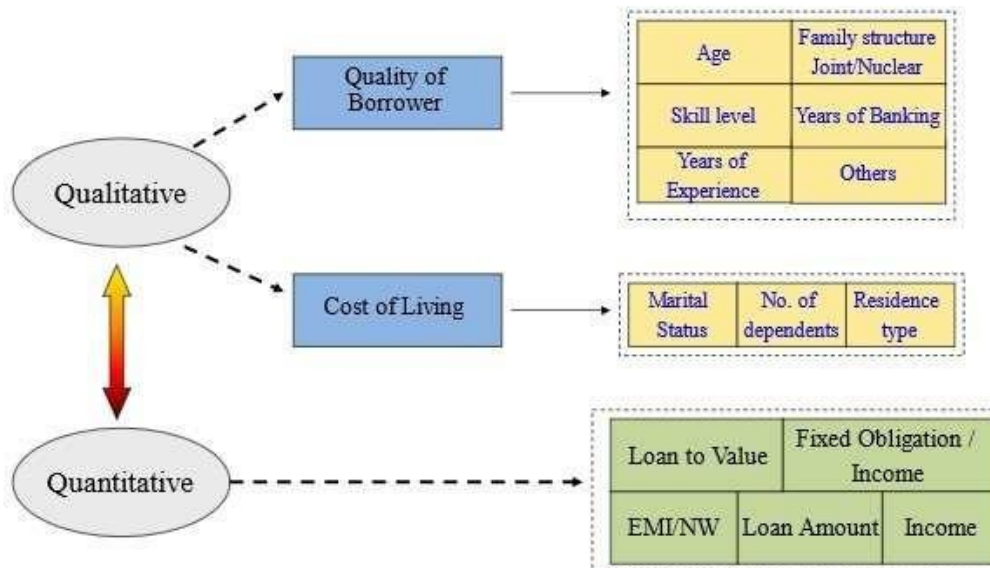 Qualitative
Quality of
Borrower
Age
Family structure
Joint/Nuclear
Skill level
Years of Banking
Years of
Experience
Others
Cost of Living
Marital
Status
No. of
dependents
Residence
type
Quantitative
Loan to Value
Fixed Obligation /
Income
EMI/NW
Loan Amount
Income